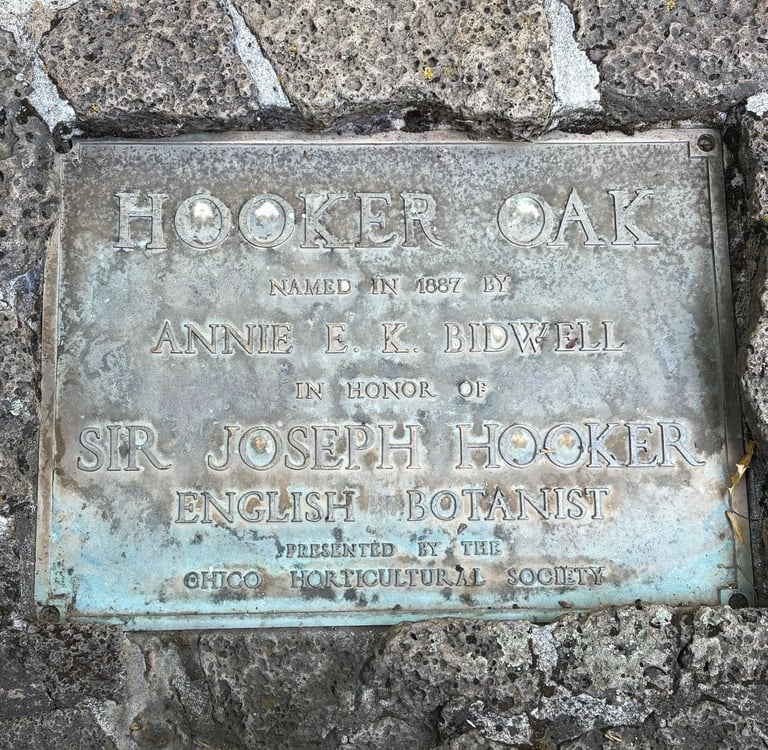 HOOKER OAK
NAMED IN 1887 BY
ANNIE E. K. BIDWELL
IN HONOR OF
SIR JOSEPH HOOKER
ENGLISH BOTANIST
PRESENTED BY THE
CHICO HORTICULTURAL SOCIETY